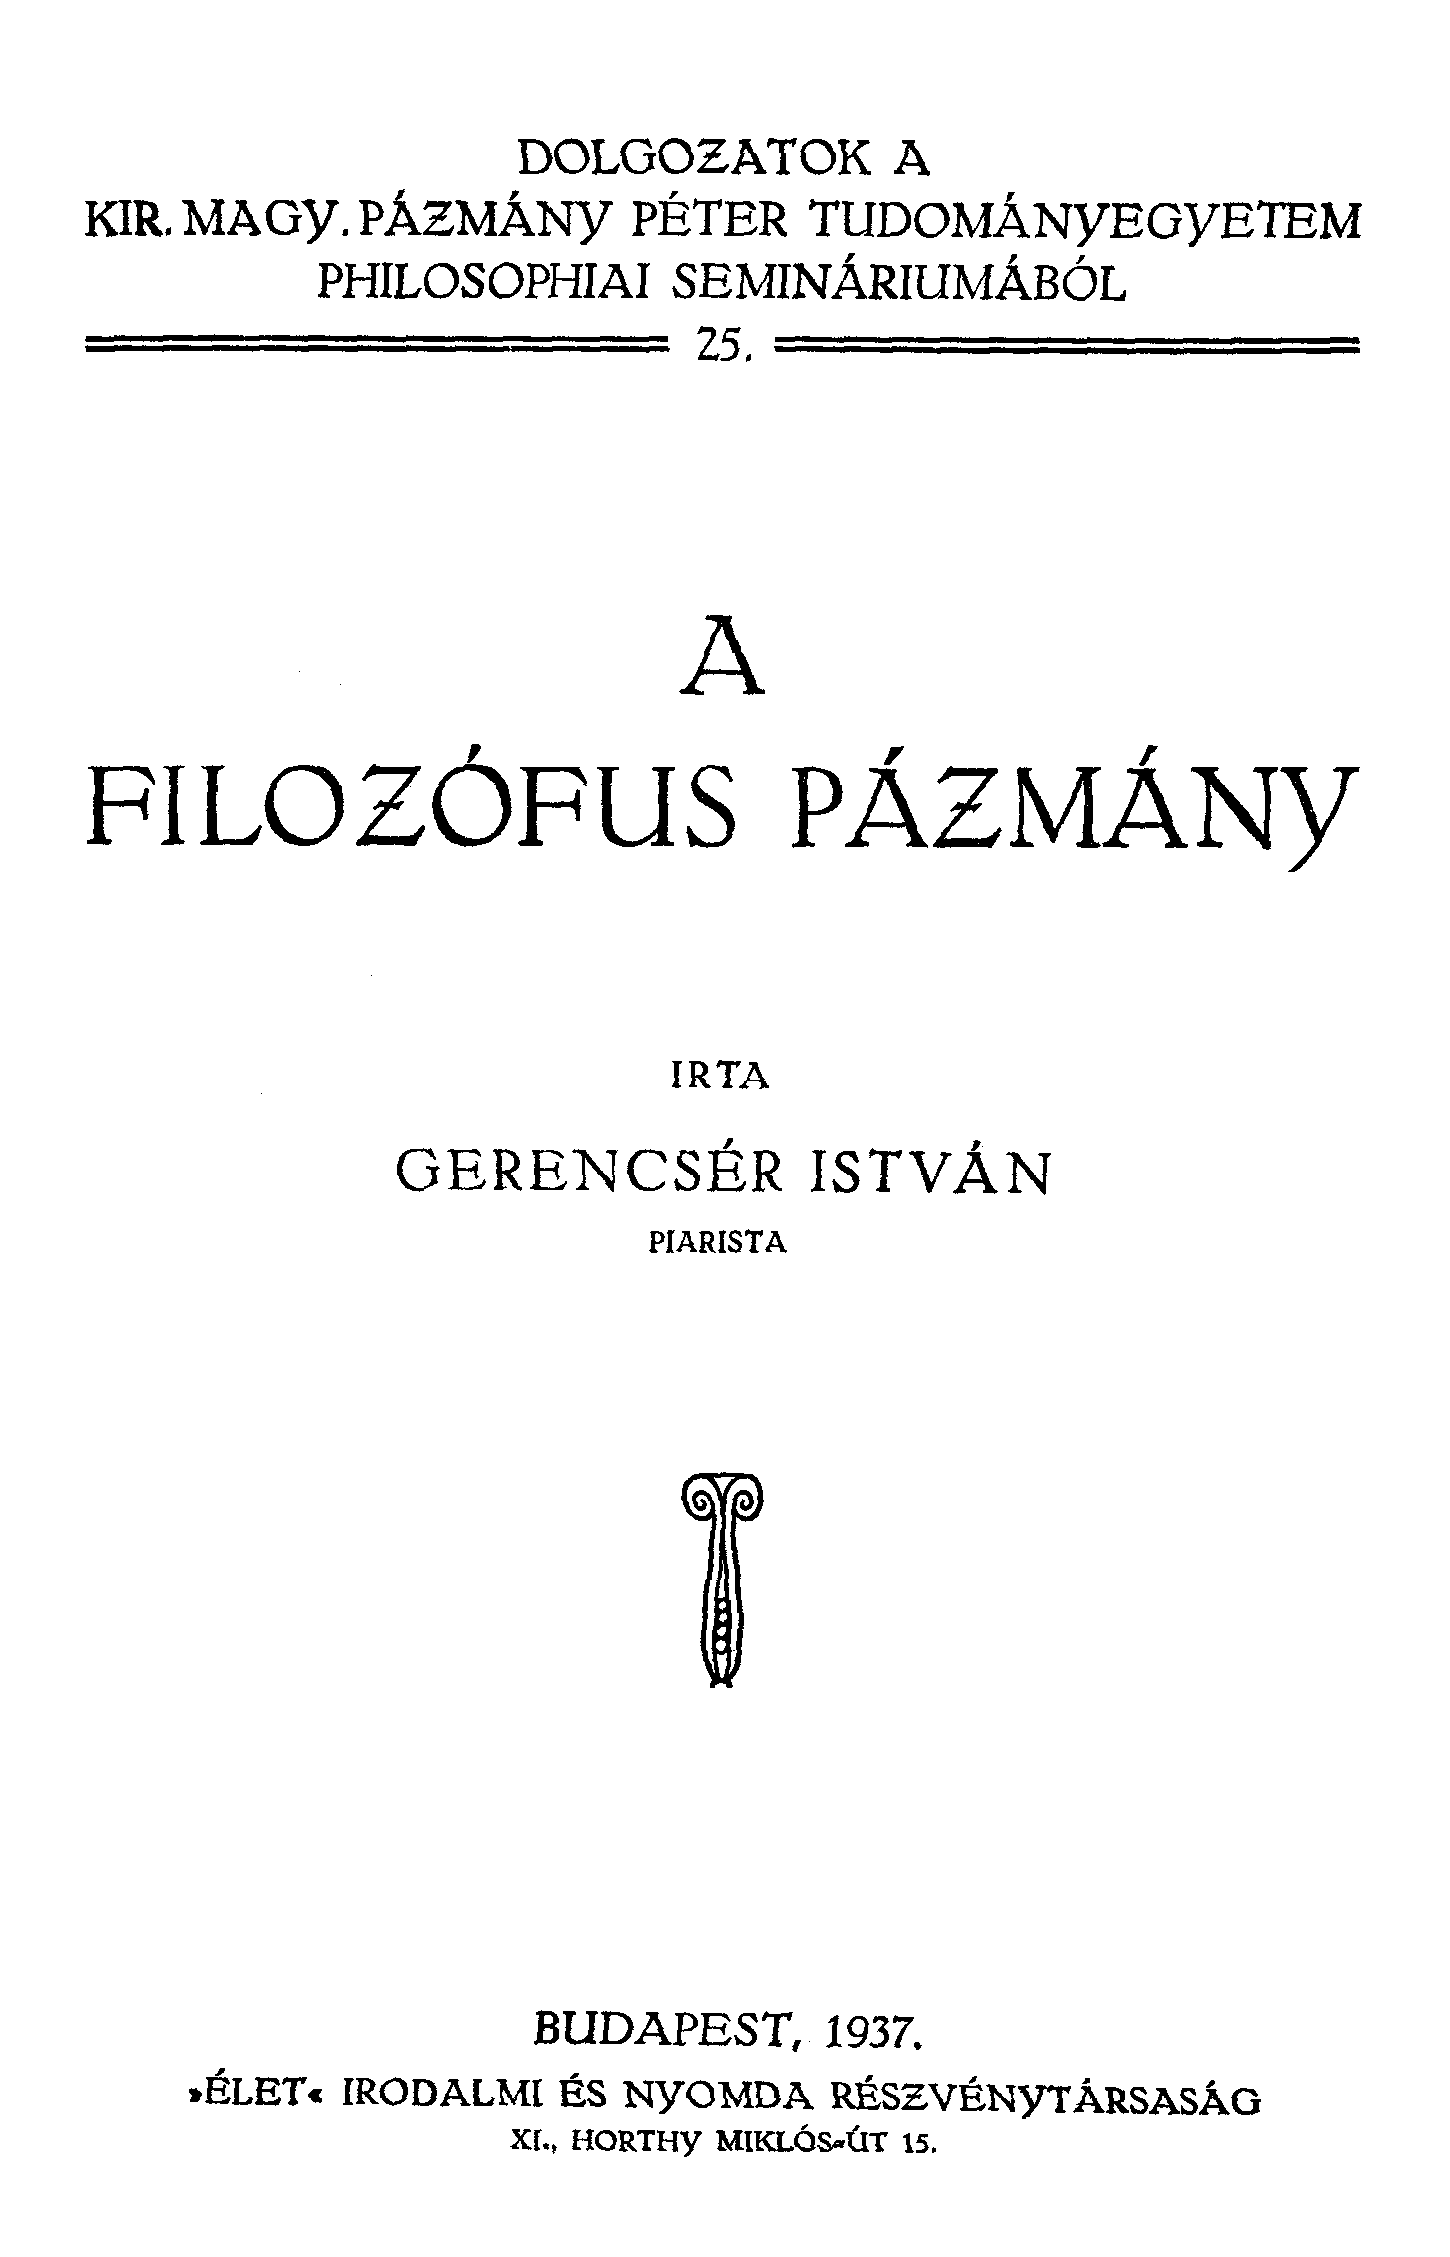 DOLGOZATOK A
KIR. MAGY. PÁZMÁNY PÉTER TUDOMÁNYEGYETEM
PHILOSOPHIAI SEMINÁRIUMÁBÓL
25.
A
FILOZÓFUS PÁZMÁNY
IRTA
GERENCSÉR ISTVÁN
PIARISTA
BUDAPEST, 1937.
»ÉLET« IRODALMI ÉS NYOMDA RÉSZVÉNYTÁRSASÁG
XI., HORTHY MIKLÓS-ÚT 15.